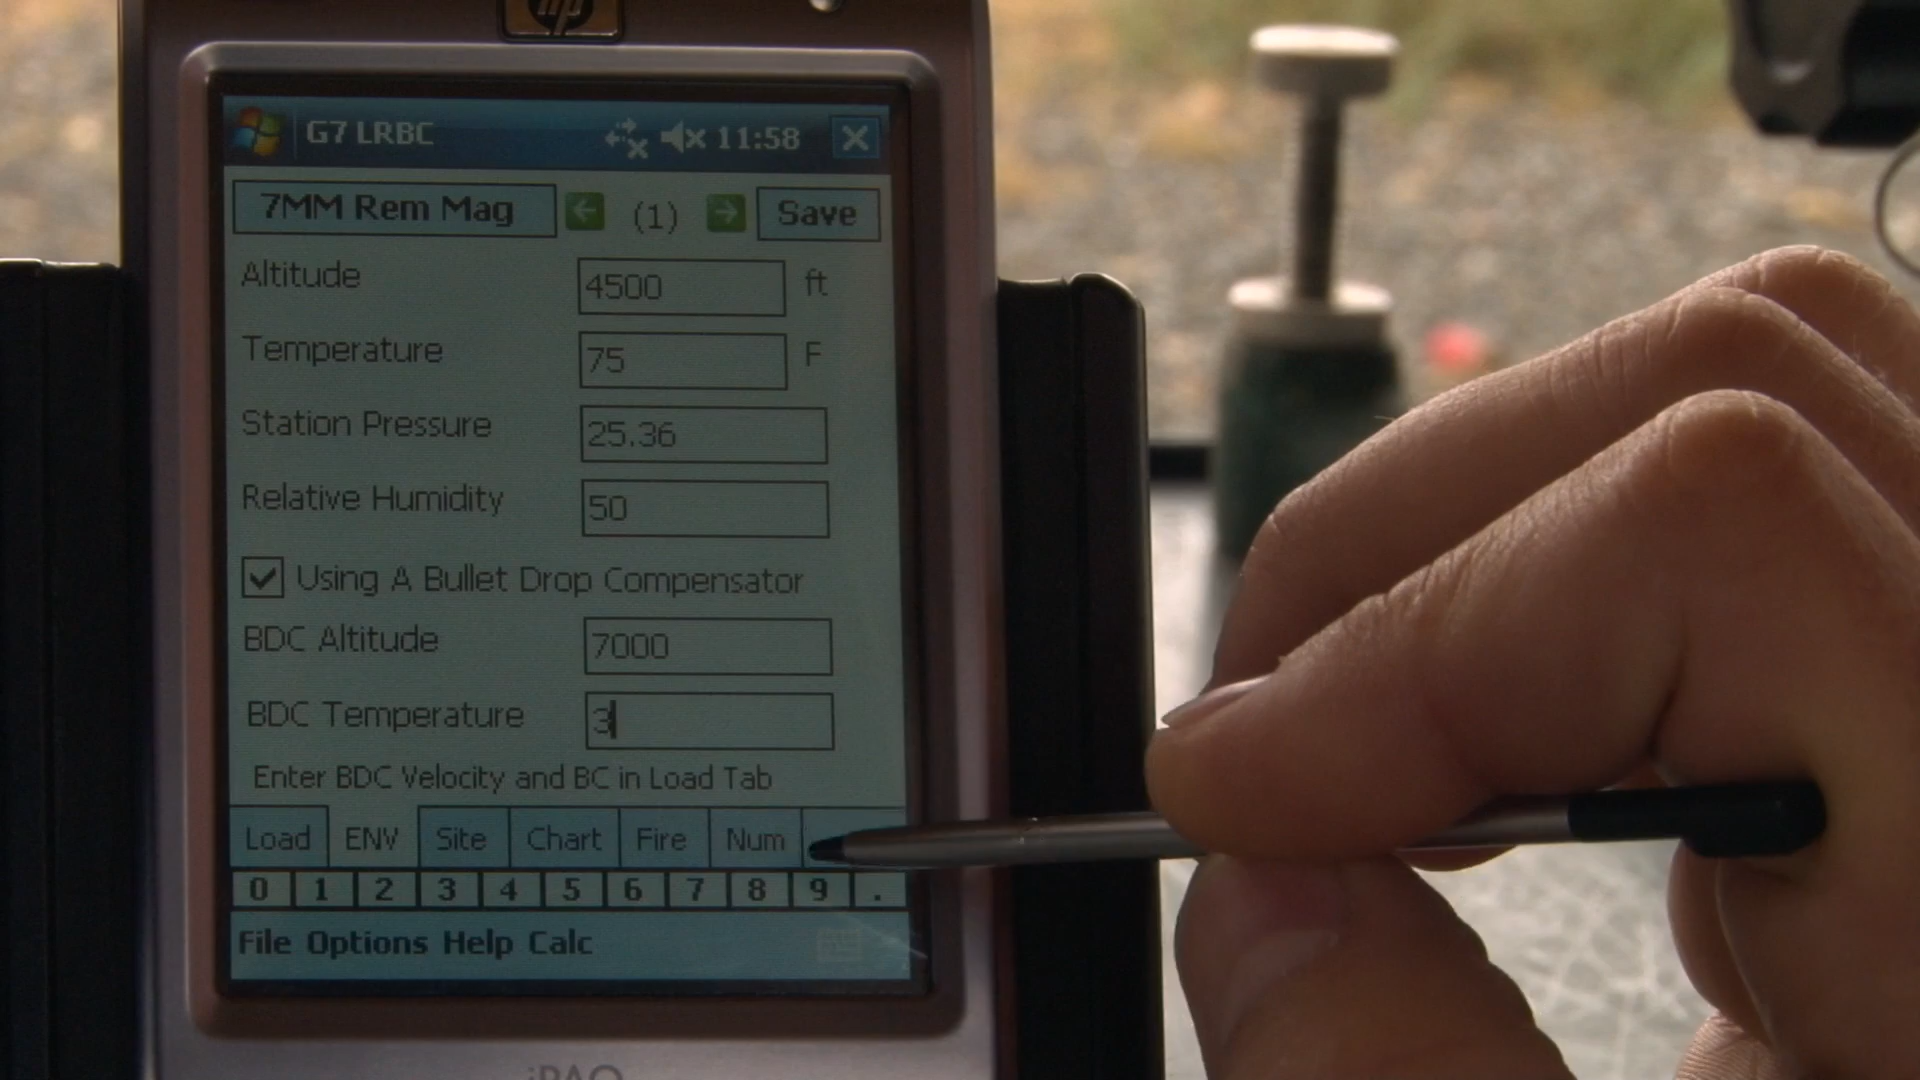 hp
G7 LRBC 11:58
7MM Rem Mag (1) Save
Altitude 4500 ft
Temperature 75 F
Station Pressure 25.36
Relative Humidity 50
Using A Bullet Drop Compensator
BDC Altitude 7000
BDC Temperature 3
Enter BDC Velocity and BC in Load Tab
Load ENV Site Chart Fire Num
0 1 2 3 4 5 6 7 8 9 .
File Options Help Calc
iPAQ